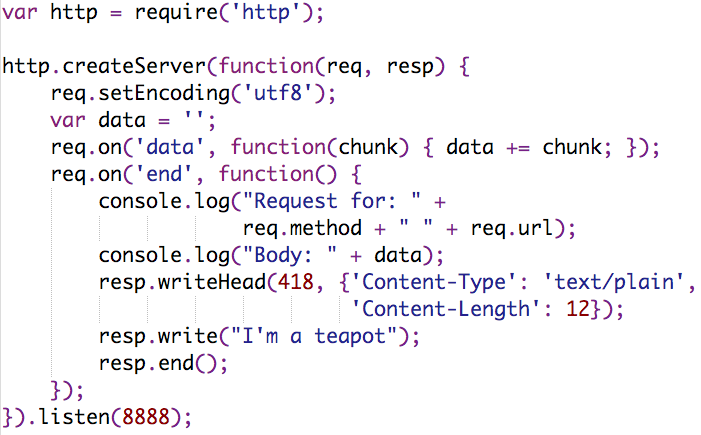 var http = require('http');

http.createServer(function(req, resp) {
    req.setEncoding('utf8');
    var data = '';
    req.on('data', function(chunk) { data += chunk; });
    req.on('end', function() {
        console.log("Request for: " +
                    req.method + " " + req.url);
        console.log("Body: " + data);
        resp.writeHead(418, {'Content-Type': 'text/plain',
                             'Content-Length': 12});
        resp.write("I'm a teapot");
        resp.end();
    });
}).listen(8888);